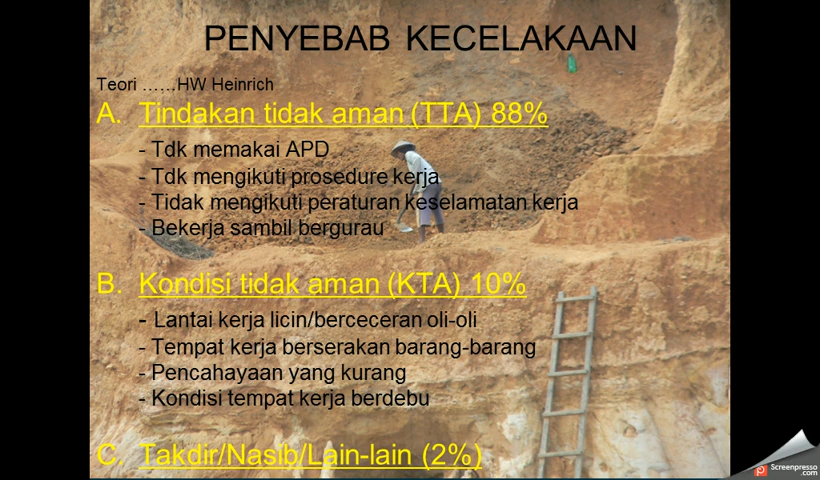 PENYEBAB KECELAKAAN
Teori ......HW Heinrich
A. Tindakan tidak aman (TTA) 88%
- Tdk memakai APD
- Tdk mengikuti prosedure kerja
- Tidak mengikuti peraturan keselamatan kerja
- Bekerja sambil bergurau
B. Kondisi tidak aman (KTA) 10%
- Lantai kerja licin/berceceran oli-oli
- Tempat kerja berserakan barang-barang
- Pencahayaan yang kurang
- Kondisi tempat kerja berdebu
C. Takdir/Nasib/Lain-lain (2%)
Screenpresso
.com